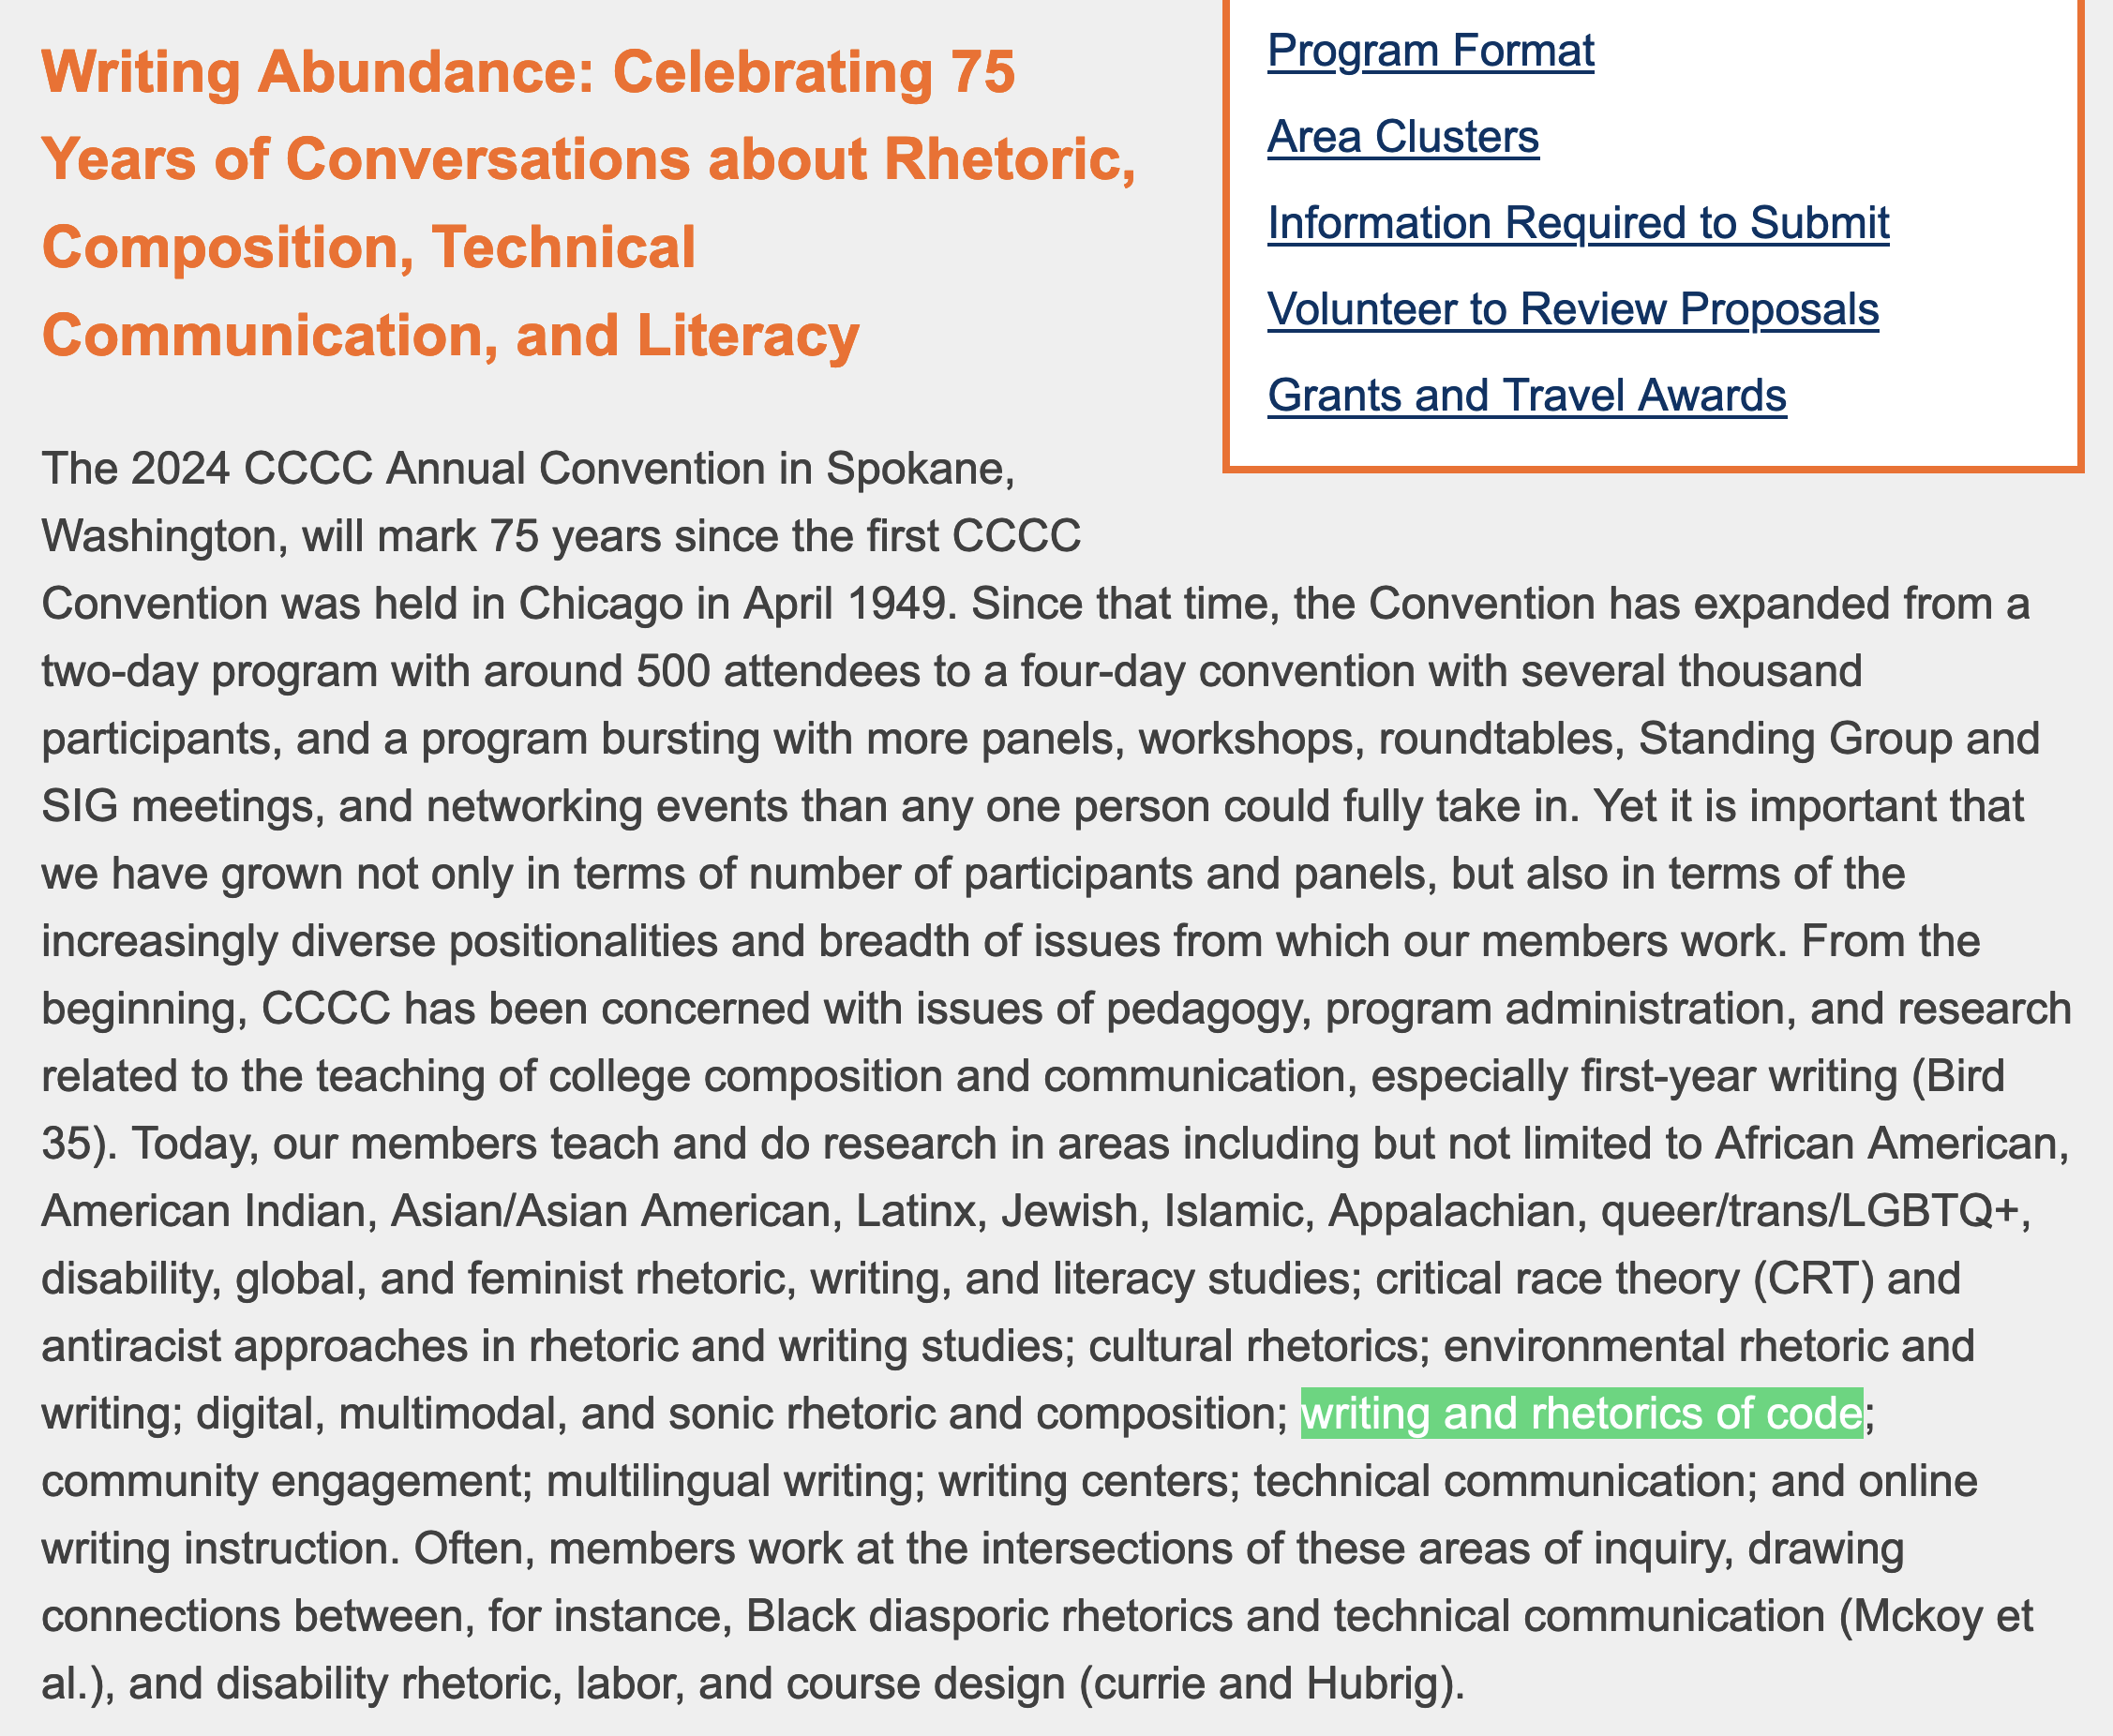 Writing Abundance: Celebrating 75
Years of Conversations about Rhetoric,
Composition, Technical
Communication, and Literacy
Program Format
Area Clusters
Information Required to Submit
Volunteer to Review Proposals
Grants and Travel Awards
The 2024 CCCC Annual Convention in Spokane,
Washington, will mark 75 years since the first CCCC
Convention was held in Chicago in April 1949. Since that time, the Convention has expanded from a
two-day program with around 500 attendees to a four-day convention with several thousand
participants, and a program bursting with more panels, workshops, roundtables, Standing Group and
SIG meetings, and networking events than any one person could fully take in. Yet it is important that
we have grown not only in terms of number of participants and panels, but also in terms of the
increasingly diverse positionalities and breadth of issues from which our members work. From the
beginning, CCCC has been concerned with issues of pedagogy, program administration, and research
related to the teaching of college composition and communication, especially first-year writing (Bird
35). Today, our members teach and do research in areas including but not limited to African American,
American Indian, Asian/Asian American, Latinx, Jewish, Islamic, Appalachian, queer/trans/LGBTQ+,
disability, global, and feminist rhetoric, writing, and literacy studies; critical race theory (CRT) and
antiracist approaches in rhetoric and writing studies; cultural rhetorics; environmental rhetoric and
writing; digital, multimodal, and sonic rhetoric and composition; writing and rhetorics of code;
community engagement; multilingual writing; writing centers; technical communication; and online
writing instruction. Often, members work at the intersections of these areas of inquiry, drawing
connections between, for instance, Black diasporic rhetorics and technical communication (Mckoy et
al.), and disability rhetoric, labor, and course design (currie and Hubrig).